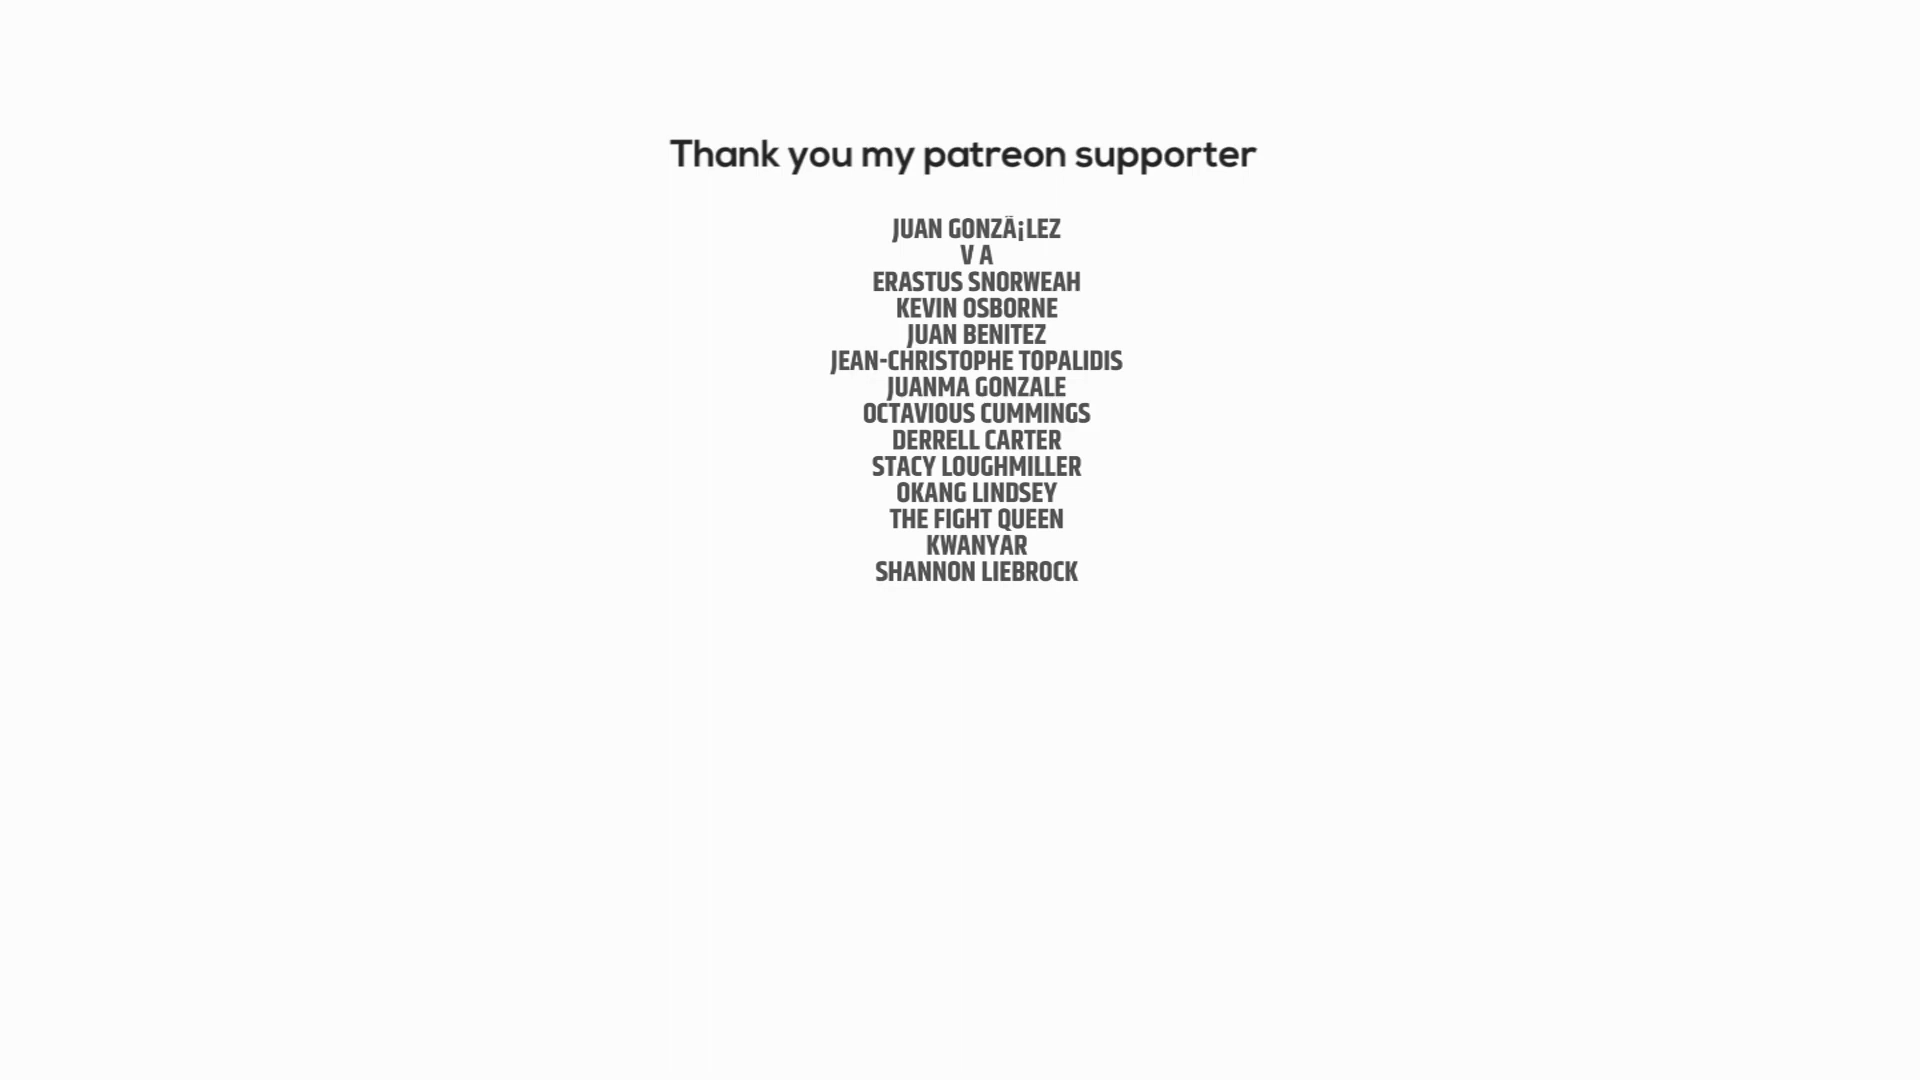 Thank you my patreon supporter
JUAN GONZÃ¡LEZ
V A
ERASTUS SNORWEAH
KEVIN OSBORNE
JUAN BENITEZ
JEAN-CHRISTOPHE TOPALIDIS
JUANMA GONZALE
OCTAVIOUS CUMMINGS
DERRELL CARTER
STACY LOUGHMILLER
OKANG LINDSEY
THE FIGHT QUEEN
KWANYAR
SHANNON LIEBROCK